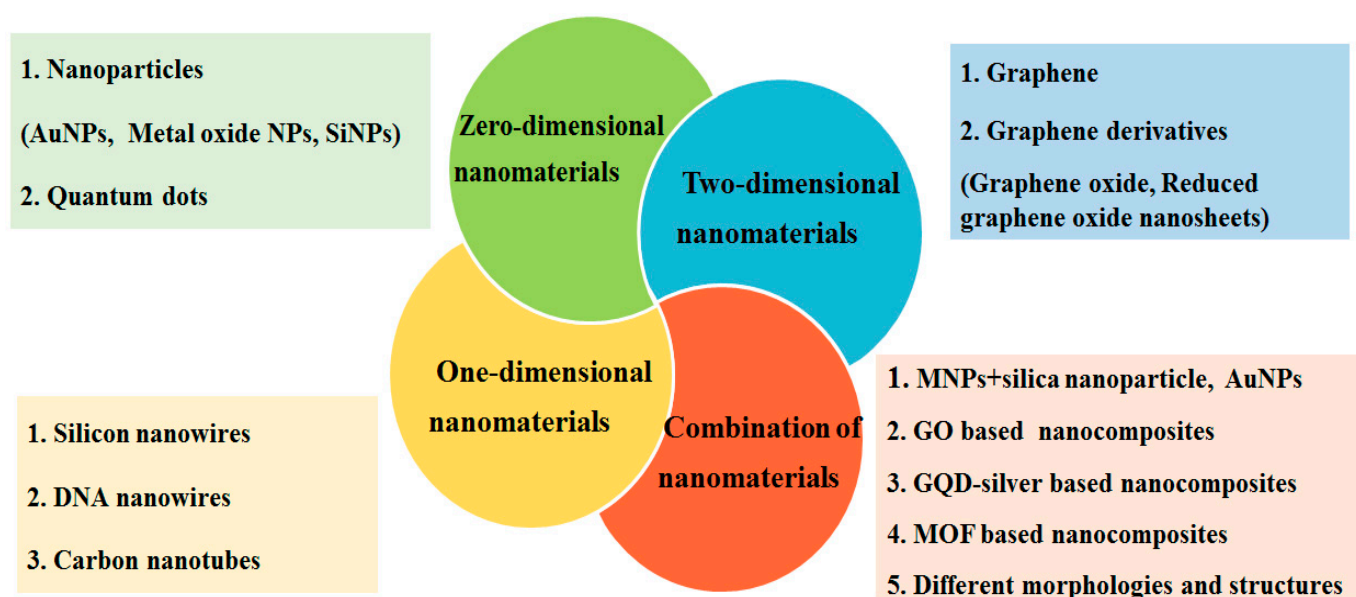 1. Nanoparticles
(AuNPs, Metal oxide NPs, SiNPs)
2. Quantum dots
Zero-dimensional
nanomaterials
Two-dimensional
nanomaterials
1. Graphene
2. Graphene derivatives
(Graphene oxide, Reduced
graphene oxide nanosheets)
One-dimensional
nanomaterials
1. Silicon nanowires
2. DNA nanowires
3. Carbon nanotubes
Combination of
nanomaterials
1. MNPs+silica nanoparticle, AuNPs
2. GO based nanocomposites
3. GQD-silver based nanocomposites
4. MOF based nanocomposites
5. Different morphologies and structures